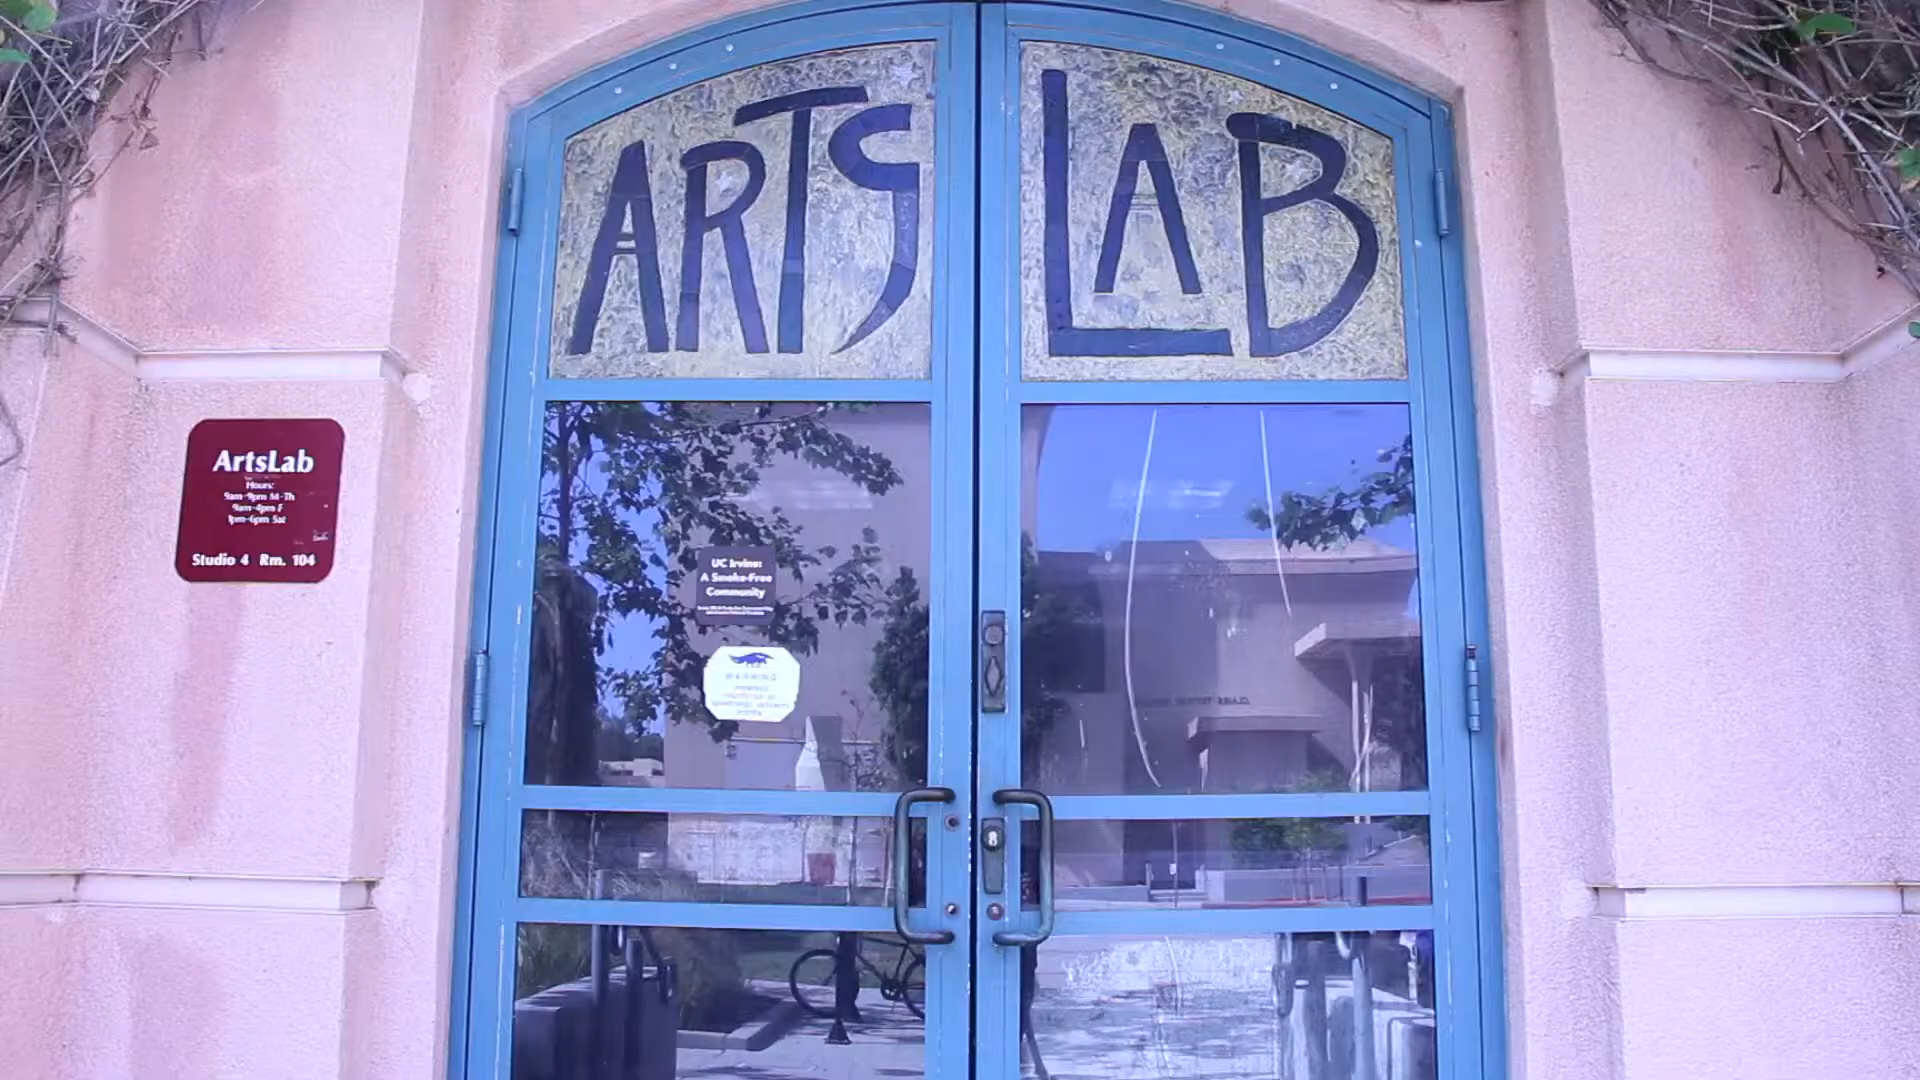 ARTS LAB
ArtsLab
Hours:
9am-9pm M-Th
9am-4pm F
1pm-6pm Sat
Studio 4 Rm. 104
UC Irvine:
A Smoke-Free
Community
WARNING